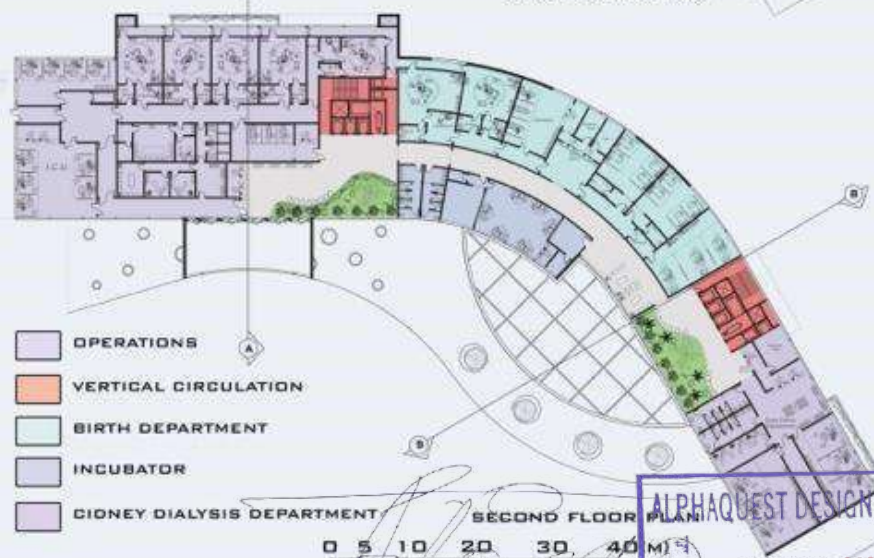 ICU
A
B
B
OPERATIONS
VERTICAL CIRCULATION
BIRTH DEPARTMENT
INCUBATOR
CIDNEY DIALYSIS DEPARTMENT
SECOND FLOOR PLAN
0 5 10 20 30 40(M)
ALPHAQUEST DESIGN